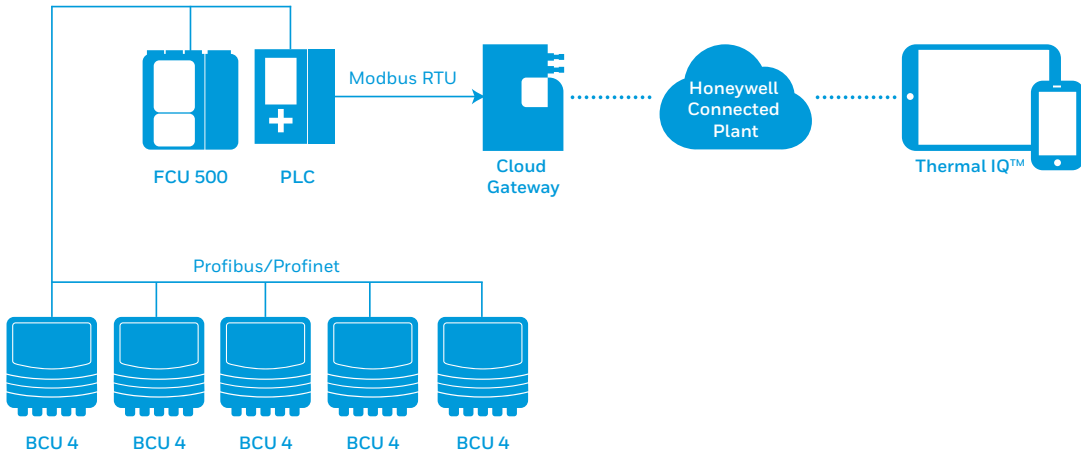 Modbus RTU
Honeywell
Connected
Plant
FCU 500
PLC
Cloud
Gateway
Thermal IQ™
Profibus/Profinet
BCU 4
BCU 4
BCU 4
BCU 4
BCU 4